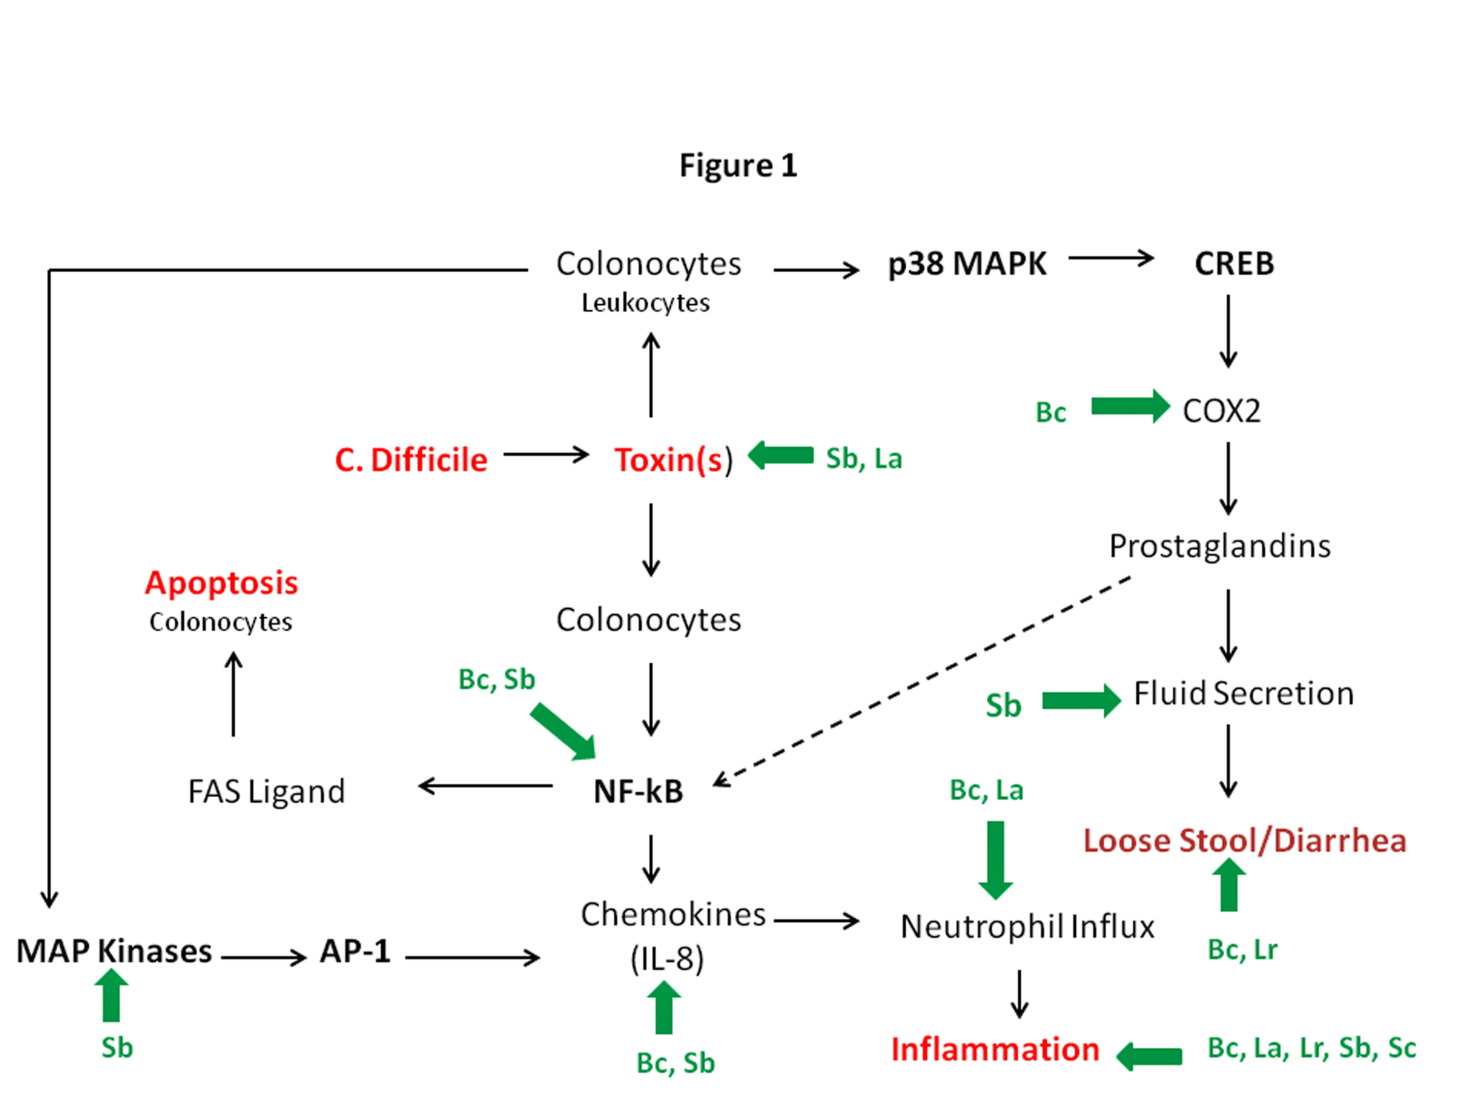 Figure 1
Colonocytes
Leukocytes
p38 MAPK
CREB
Bc
COX2
C. Difficile
Toxin(s)
Sb, La
Prostaglandins
Apoptosis
Colonocytes
Colonocytes
Bc, Sb
Sb
Fluid Secretion
FAS Ligand
NF-kB
Bc, La
Loose Stool/Diarrhea
Chemokines
(IL-8)
Neutrophil Influx
Bc, Lr
MAP Kinases
AP-1
Sb
Bc, Sb
Inflammation
Bc, La, Lr, Sb, Sc